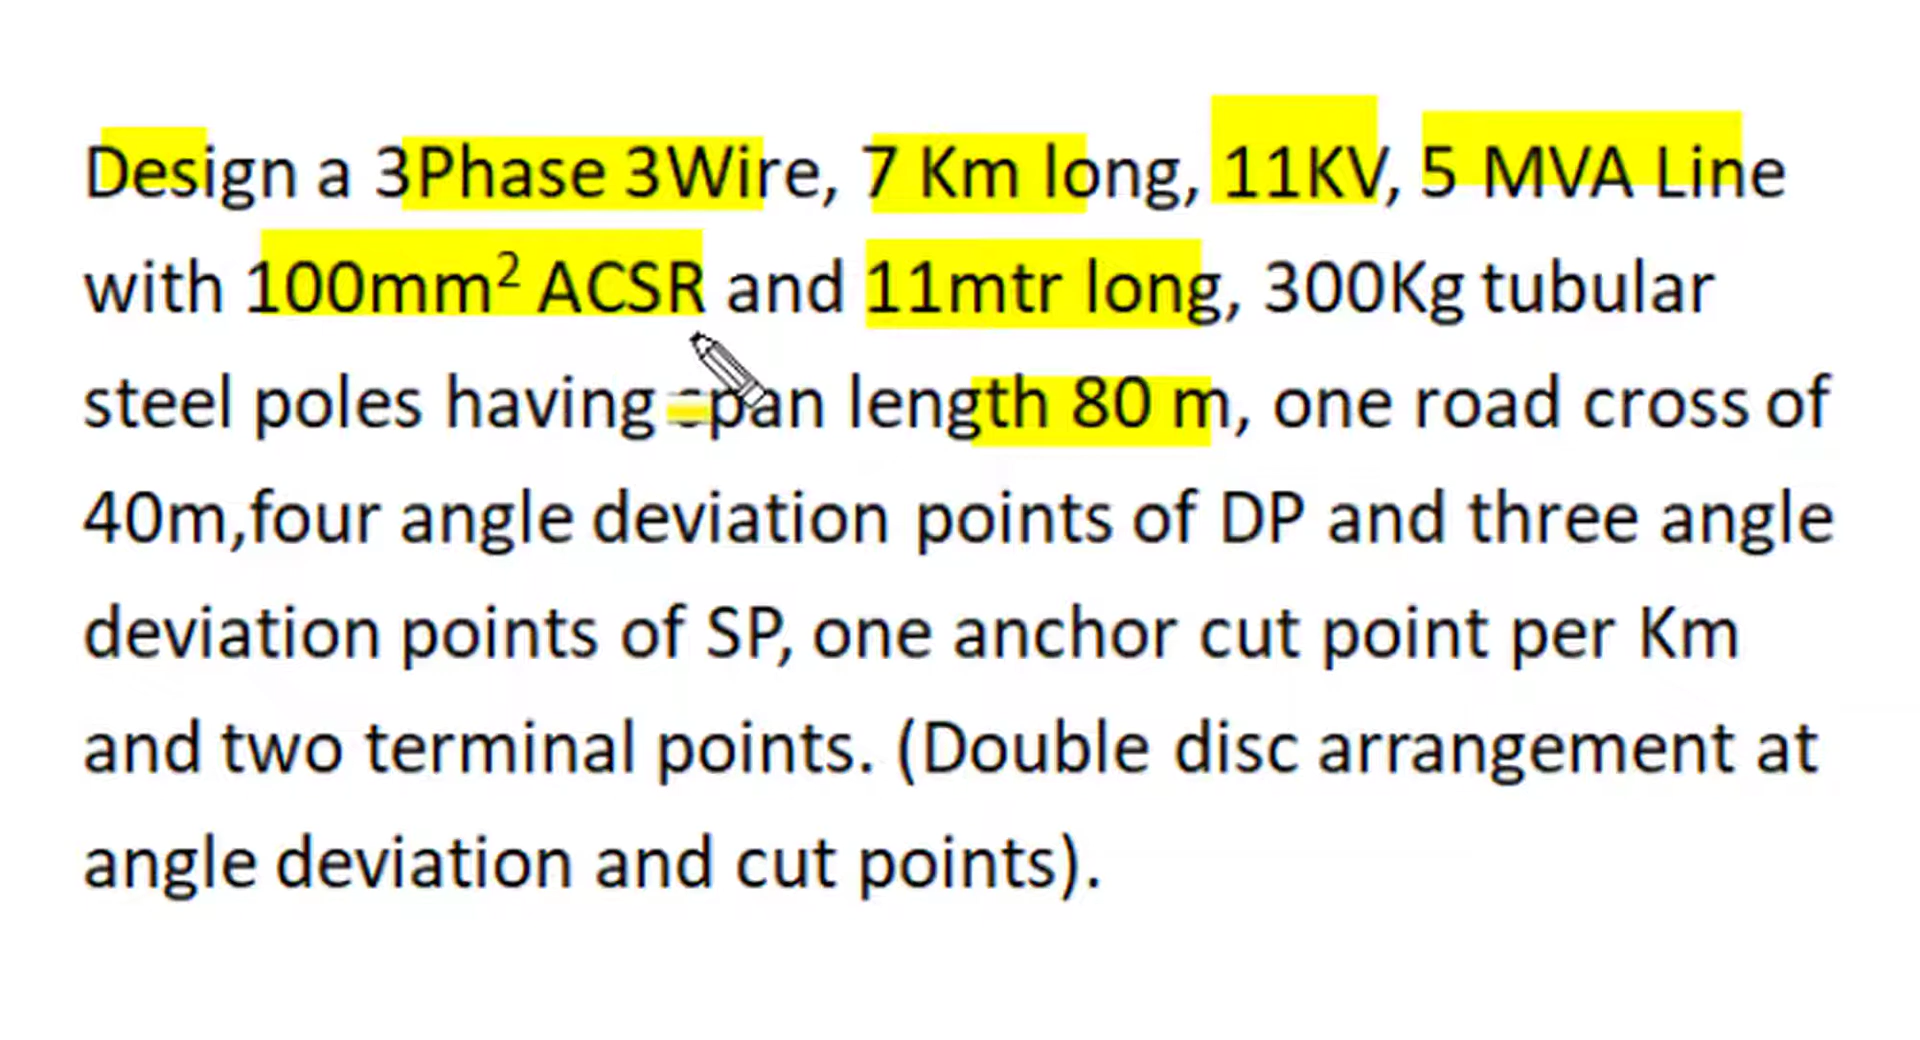 Design a 3Phase 3Wire, 7 Km long, 11KV, 5 MVA Line
with 100mm² ACSR and 11mtr long, 300Kg tubular
steel poles having span length 80 m, one road cross of
40m,four angle deviation points of DP and three angle
deviation points of SP, one anchor cut point per Km
and two terminal points. (Double disc arrangement at
angle deviation and cut points).